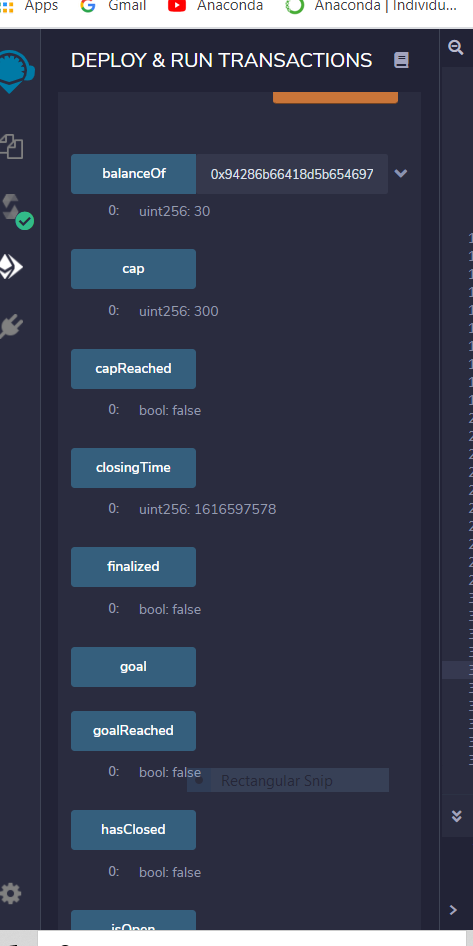 Apps Gmail Anaconda Anaconda | Individu...
DEPLOY & RUN TRANSACTIONS
balanceOf 0x94286b66418d5b654697
0: uint256: 30
cap
0: uint256: 300
capReached
0: bool: false
closingTime
0: uint256: 1616597578
finalized
0: bool: false
goal
goalReached
0: bool: false
Rectangular Snip
hasClosed
0: bool: false
isOpen